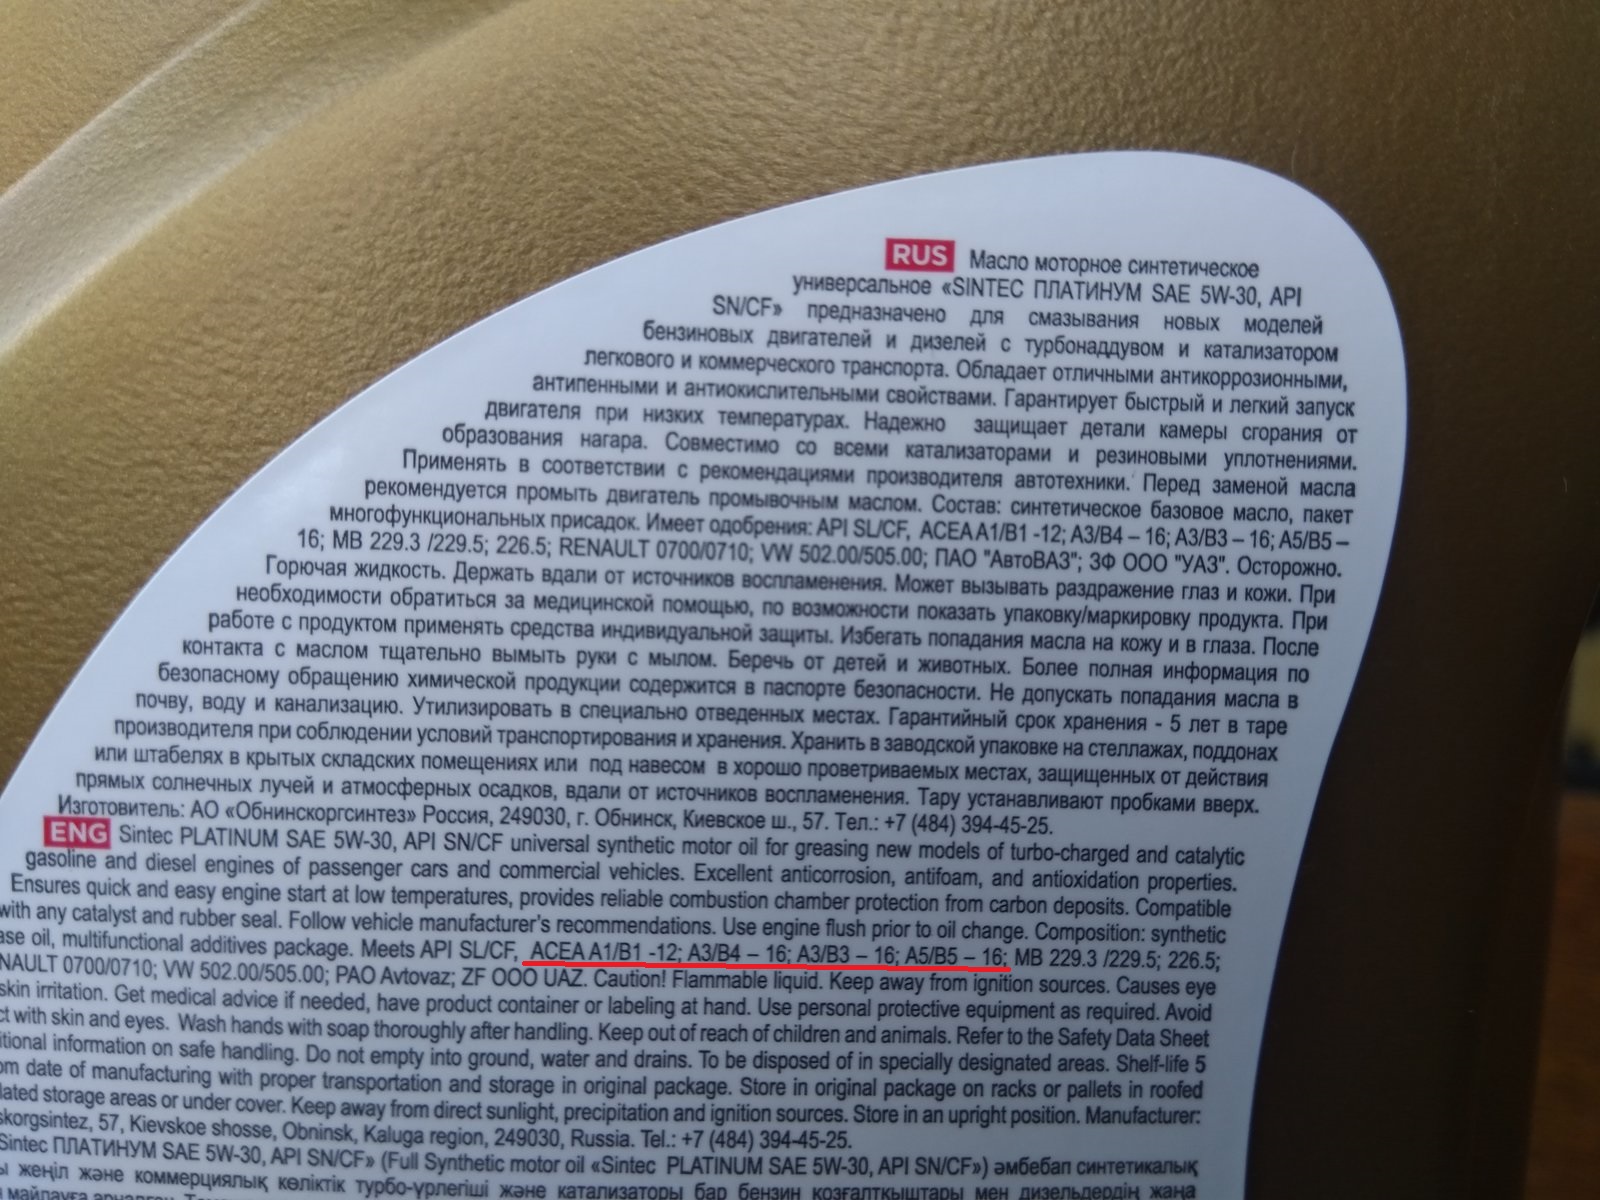 RUS Масло моторное синтетическое
универсальное «SINTEC ПЛАТИНУМ SAE 5W-30, API
SN/CF» предназначено для смазывания новых моделей
бензиновых двигателей и дизелей с турбонаддувом и катализатором
легкового и коммерческого транспорта. Обладает отличными антикоррозионными,
антипенными и антиокислительными свойствами. Гарантирует быстрый и легкий запуск
двигателя при низких температурах. Надежно защищает детали камеры сгорания от
образования нагара. Совместимо со всеми катализаторами и резиновыми уплотнениями.
Применять в соответствии с рекомендациями производителя автотехники. Перед заменой масла
рекомендуется промыть двигатель промывочным маслом. Состав: синтетическое базовое масло, пакет
многофункциональных присадок. Имеет одобрения: API SL/CF, ACEA A1/B1 -12; A3/B4 – 16; A3/B3 – 16; A5/B5 –
16; MB 229.3 /229.5; 226.5; RENAULT 0700/0710; VW 502.00/505.00; ПАО "АвтоВАЗ"; ЗФ ООО "УАЗ". Осторожно.
Горючая жидкость. Держать вдали от источников воспламенения. Может вызывать раздражение глаз и кожи. При
необходимости обратиться за медицинской помощью, по возможности показать упаковку/маркировку продукта. При
работе с продуктом применять средства индивидуальной защиты. Избегать попадания масла на кожу и в глаза. После
контакта с маслом тщательно вымыть руки с мылом. Беречь от детей и животных. Более полная информация по
безопасному обращению химической продукции содержится в паспорте безопасности. Не допускать попадания масла в
почву, воду и канализацию. Утилизировать в специально отведенных местах. Гарантийный срок хранения - 5 лет в таре
производителя при соблюдении условий транспортирования и хранения. Хранить в заводской упаковке на стеллажах, поддонах
или штабелях в крытых складских помещениях или под навесом в хорошо проветриваемых местах, защищенных от действия
прямых солнечных лучей и атмосферных осадков, вдали от источников воспламенения. Тару устанавливают пробками вверх.
Изготовитель: АО «Обнинскоргсинтез» Россия, 249030, г. Обнинск, Киевское ш., 57. Тел.: +7 (484) 394-45-25.
ENG Sintec PLATINUM SAE 5W-30, API SN/CF universal synthetic motor oil for greasing new models of turbo-charged and catalytic
gasoline and diesel engines of passenger cars and commercial vehicles. Excellent anticorrosion, antifoam, and antioxidation properties.
Ensures quick and easy engine start at low temperatures, provides reliable combustion chamber protection from carbon deposits. Compatible
with any catalyst and rubber seal. Follow vehicle manufacturer's recommendations. Use engine flush prior to oil change. Composition: synthetic
ase oil, multifunctional additives package. Meets API SL/CF, ACEA A1/B1 -12; A3/B4 – 16; A3/B3 – 16; A5/B5 – 16; MB 229.3 /229.5; 226.5;
NAULT 0700/0710; VW 502.00/505.00; PAO Avtovaz; ZF OOO UAZ. Caution! Flammable liquid. Keep away from ignition sources. Causes eye
skin irritation. Get medical advice if needed, have product container or labeling at hand. Use personal protective equipment as required. Avoid
ct with skin and eyes. Wash hands with soap thoroughly after handling. Keep out of reach of children and animals. Refer to the Safety Data Sheet
itional information on safe handling. Do not empty into ground, water and drains. To be disposed of in specially designated areas. Shelf-life 5
om date of manufacturing with proper transportation and storage in original package. Store in original package on racks or pallets in roofed
lated storage areas or under cover. Keep away from direct sunlight, precipitation and ignition sources. Store in an upright position. Manufacturer:
skorgsintez, 57, Kievskoe shosse, Obninsk, Kaluga region, 249030, Russia. Tel.: +7 (484) 394-45-25.
Sintec ПЛАТИНУМ SAE 5W-30, API SN/CF» (Full Synthetic motor oil «Sintec PLATINUM SAE 5W-30, API SN/CF») әмбебап синтетикалық
ы жеңіл және коммерциялық көліктік турбо-үрлегіші және катализаторы бар бензин қозғалтқыштары мен дизельдердің жаңа
майлауға арналған.